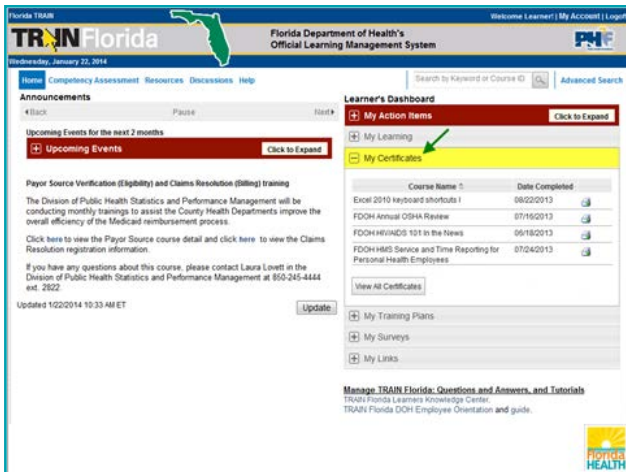 Florida TRAIN
Welcome Learner! | My Account | Logoff
TRAIN Florida
Florida Department of Health's
Official Learning Management System
PHF
Wednesday, January 22, 2014
Home Competency Assessment Resources Discussions Help
Search by Keyword or Course ID
Advanced Search
Announcements
Back Pause Next
Upcoming Events for the next 2 months
Upcoming Events Click to Expand
Payor Source Verification (Eligibility) and Claims Resolution (Billing) training
The Division of Public Health Statistics and Performance Management will be
conducting monthly trainings to assist the County Health Departments improve the
overall efficiency of the Medicaid reimbursement process.
Click here to view the Payor Source course detail and click here to view the Claims
Resolution registration information.
If you have any questions about this course, please contact Laura Lovett in the
Division of Public Health Statistics and Performance Management at 850-245-4444
ext. 2822.
Updated 1/22/2014 10:33 AM ET
Update
Learner's Dashboard
My Action Items Click to Expand
My Learning
My Certificates
Course Name Date Completed
Excel 2010 keyboard shortcuts I 08/22/2013
FDOH Annual OSHA Review 07/16/2013
FDOH HIV/AIDS 101 In the News 06/18/2013
FDOH HMS Service and Time Reporting for 07/24/2013
Personal Health Employees
View All Certificates
My Training Plans
My Surveys
My Links
Manage TRAIN Florida: Questions and Answers, and Tutorials
TRAIN Florida Learners Knowledge Center.
TRAIN Florida DOH Employee Orientation and guide.
Florida
HEALTH